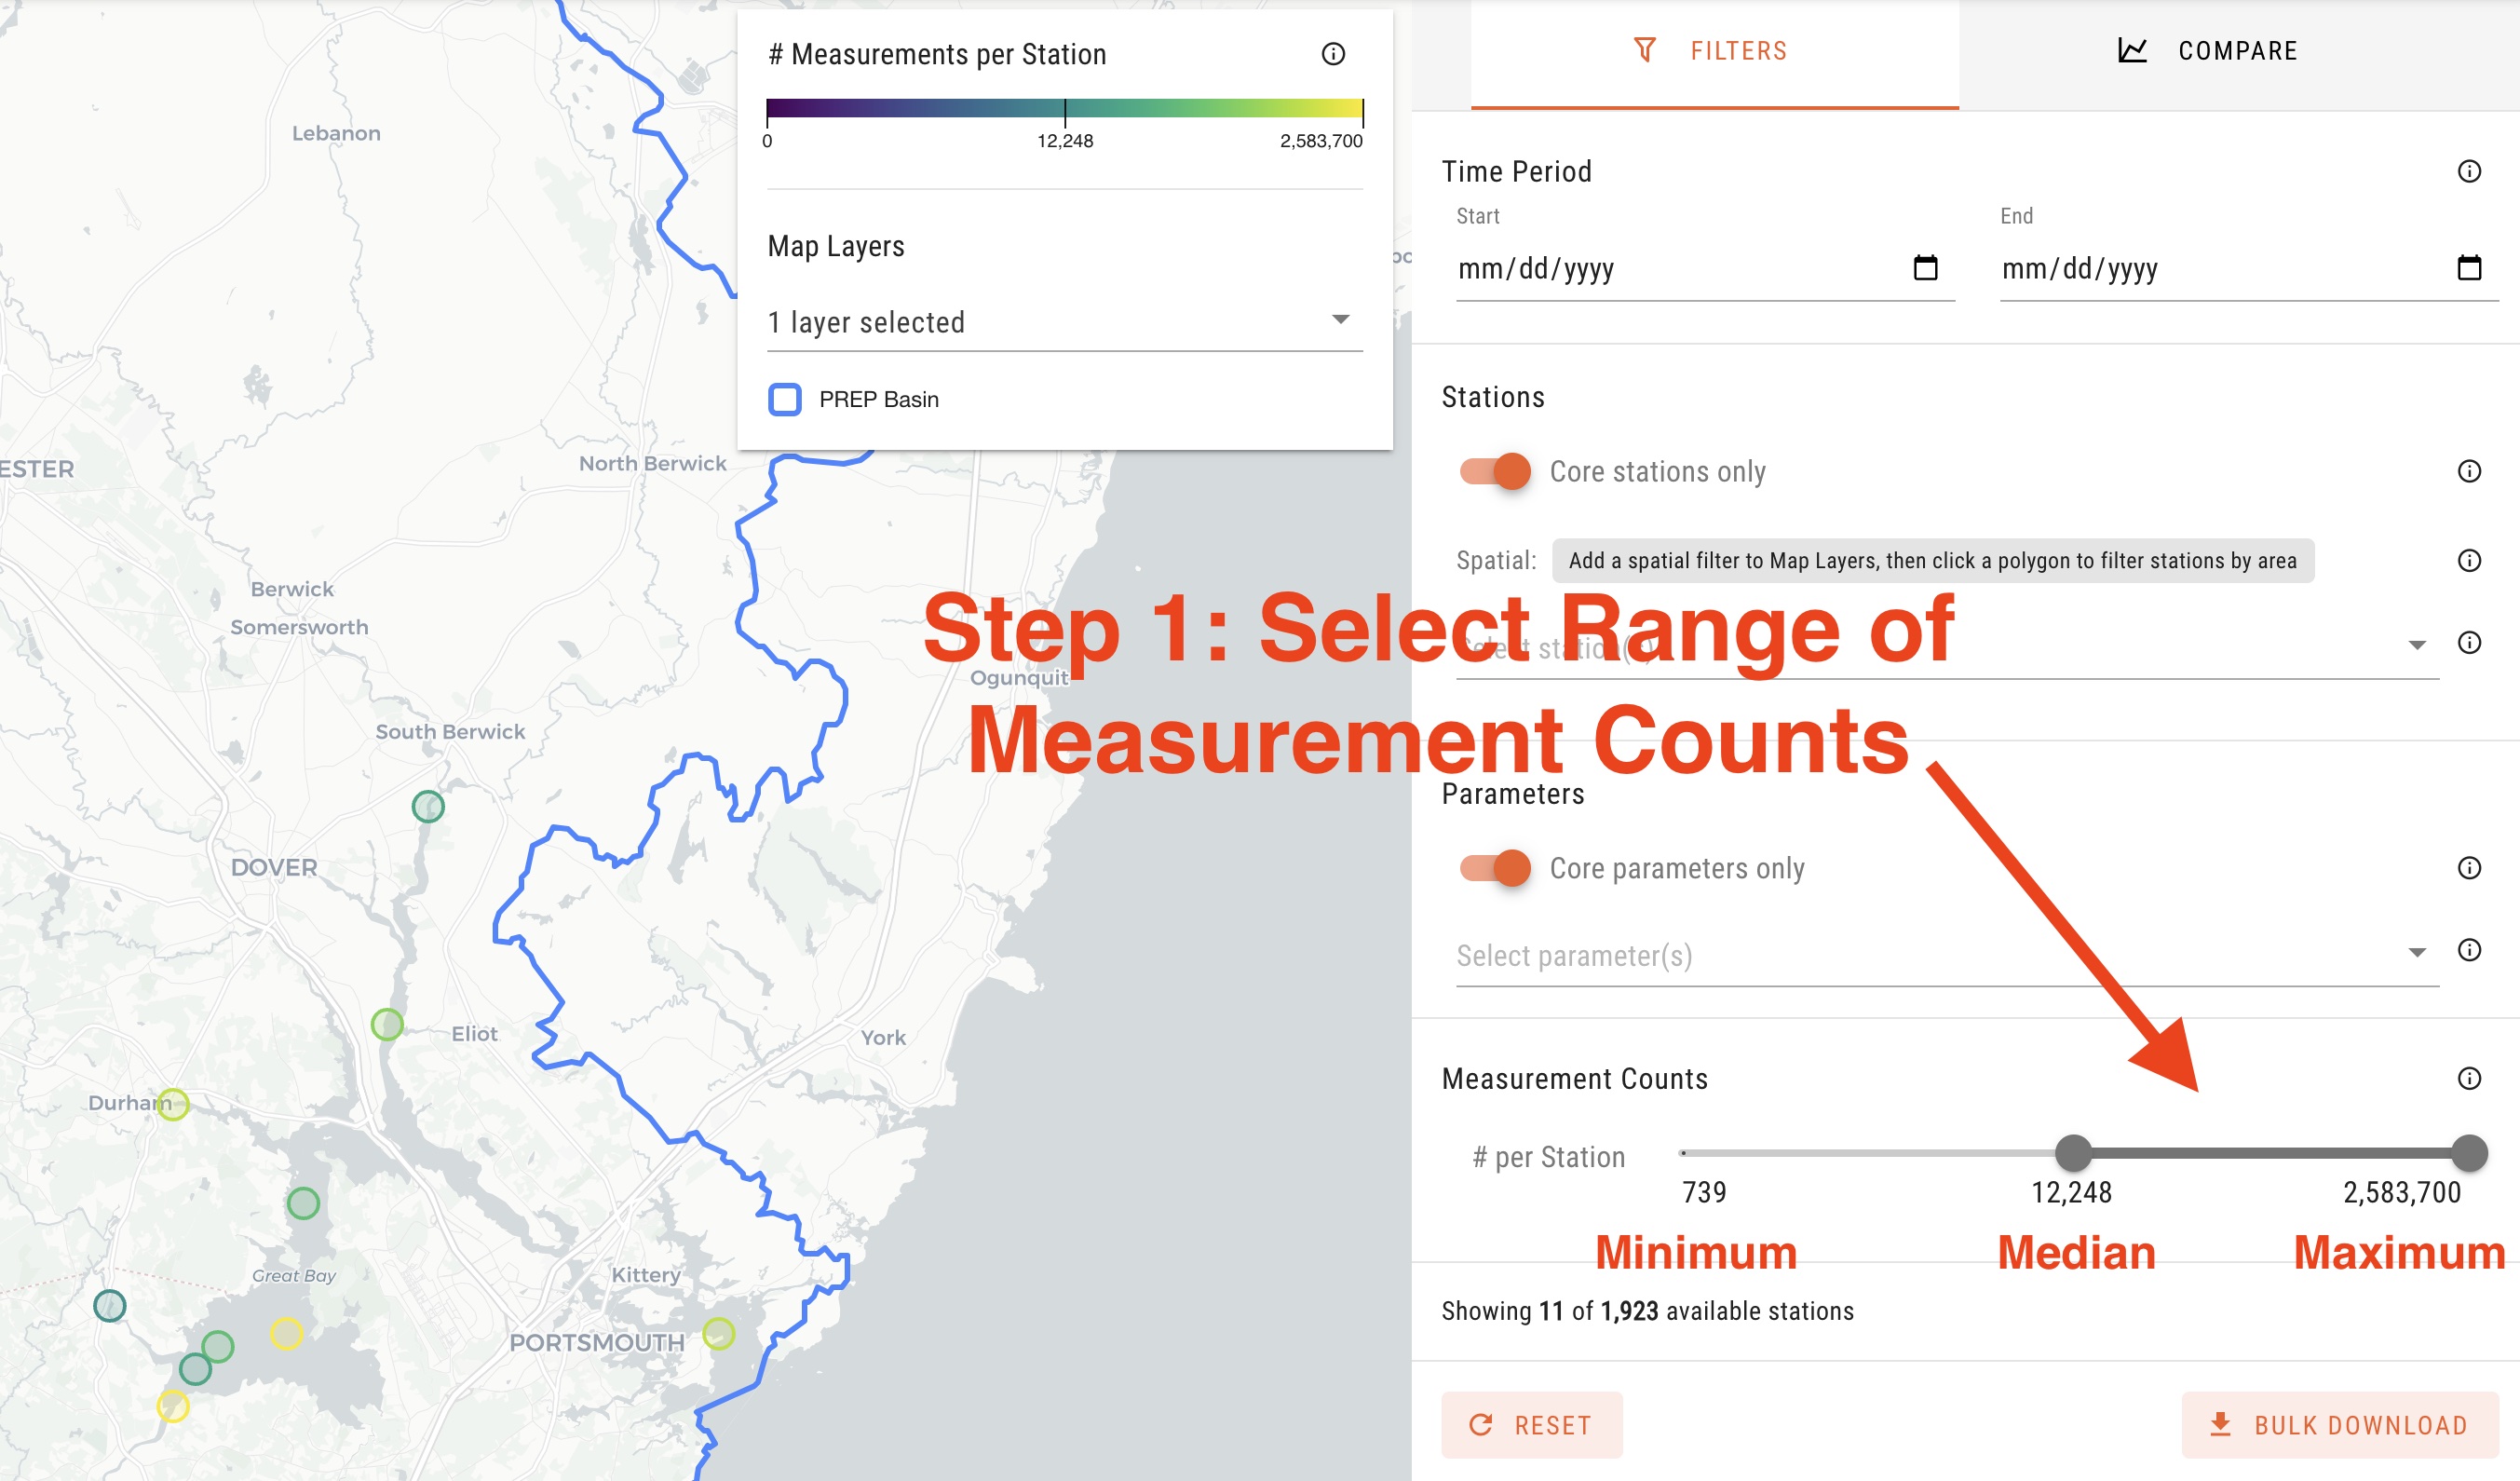 # Measurements per Station
0
12,248
2,583,700
Map Layers
1 layer selected
PREP Basin
Lebanon
North Berwick
ESTER
Berwick
Somersworth
Ogunquit
South Berwick
DOVER
Eliot
York
Durham
Great Bay
Kittery
PORTSMOUTH
FILTERS
COMPARE
Time Period
Start
End
mm/dd/yyyy
mm/dd/yyyy
Stations
Core stations only
Spatial:
Add a spatial filter to Map Layers, then click a polygon to filter stations by area
Step 1: Select Range of
Measurement Counts
Select station(s)
Parameters
Core parameters only
Select parameter(s)
Measurement Counts
# per Station
739
12,248
2,583,700
Minimum
Median
Maximum
Showing 11 of 1,923 available stations
RESET
BULK DOWNLOAD